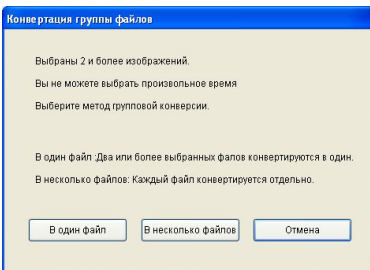 Конвертация группы файлов
Выбраны 2 и более изображений.
Вы не можете выбрать произвольное время
Выберите метод групповой конверсии.
В один файл :Два или более выбранных фалов конвертируются в один.
В несколько файлов: Каждый файл конвертируется отдельно.
В один файл В несколько файлов Отмена